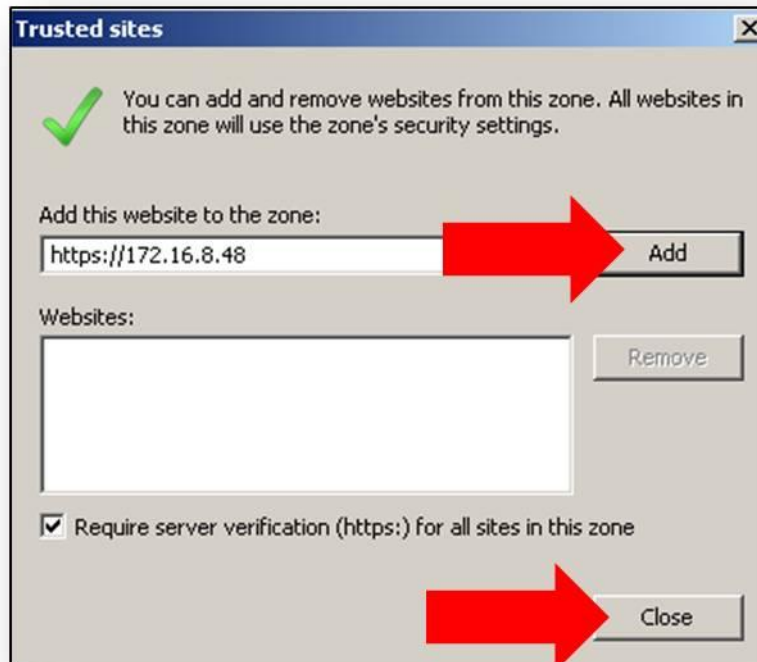 Trusted sites
You can add and remove websites from this zone. All websites in
this zone will use the zone's security settings.
Add this website to the zone:
https://172.16.8.48
Add
Websites:
Remove
Require server verification (https:) for all sites in this zone
Close